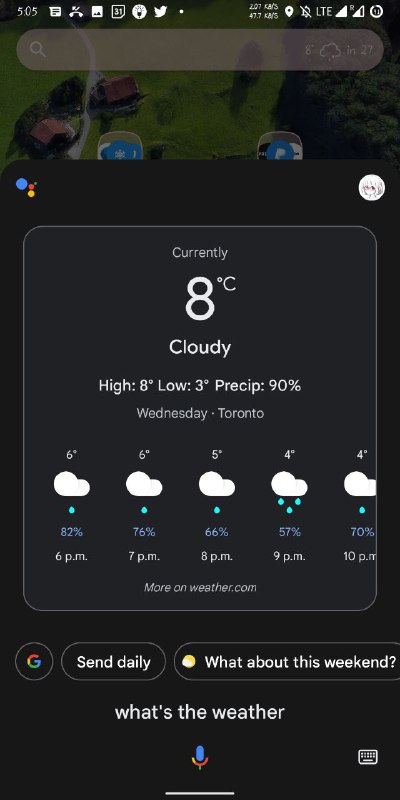 5:05
31
2.07 KB/S
47.7 KB/S
LTE
R
8° in 27
Currently
8°C
Cloudy
High: 8° Low: 3° Precip: 90%
Wednesday · Toronto
6° 6° 5° 4° 4°
82% 76% 66% 57% 70%
6 p.m. 7 p.m. 8 p.m. 9 p.m. 10 p.m
More on weather.com
G Send daily What about this weekend?
what's the weather